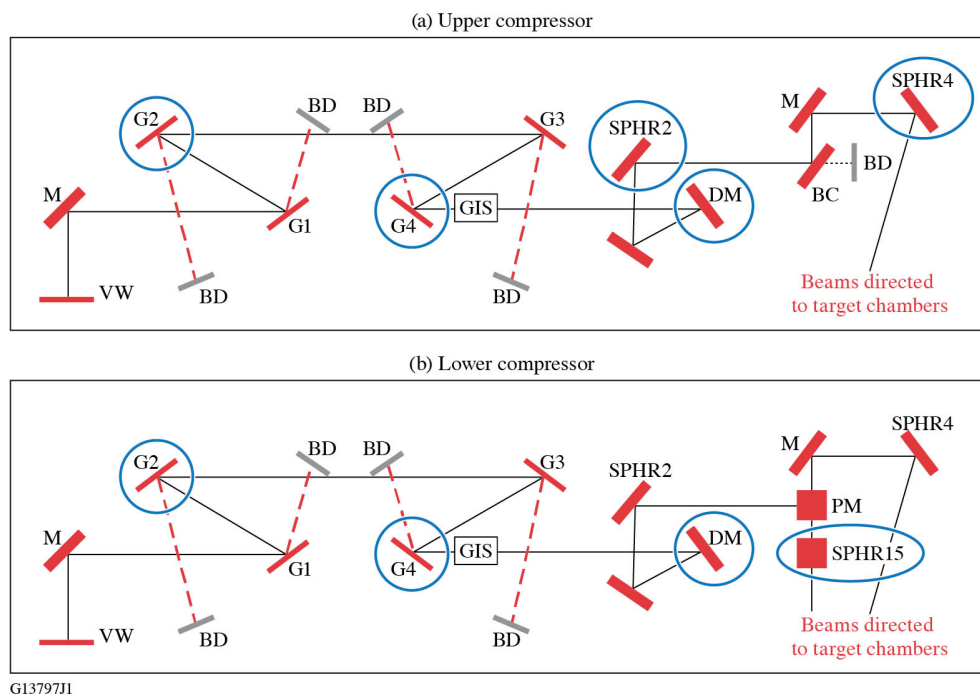 (a) Upper compressor
SPHR4
M
BD
BD
G2
G3
SPHR2
BD
M
DM
BC
G1
G4
GIS
VW
BD
BD
Beams directed
to target chambers
(b) Lower compressor
SPHR4
BD
BD
M
G2
G3
SPHR2
PM
M
DM
SPHR15
G1
G4
GIS
VW
BD
BD
Beams directed
to target chambers
G13797J1